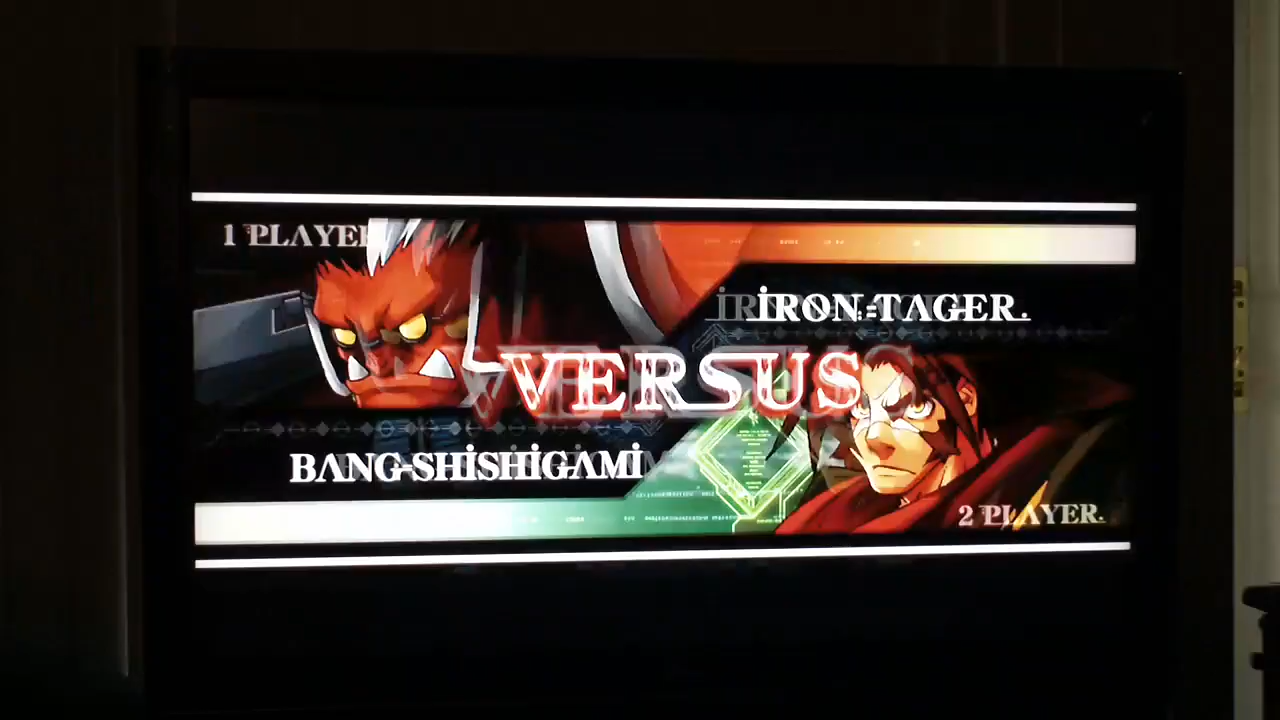 1 PLAYER
IRON=TAGER.
VERSUS
BANG=SHISHIGAMI
2 PLAYER.